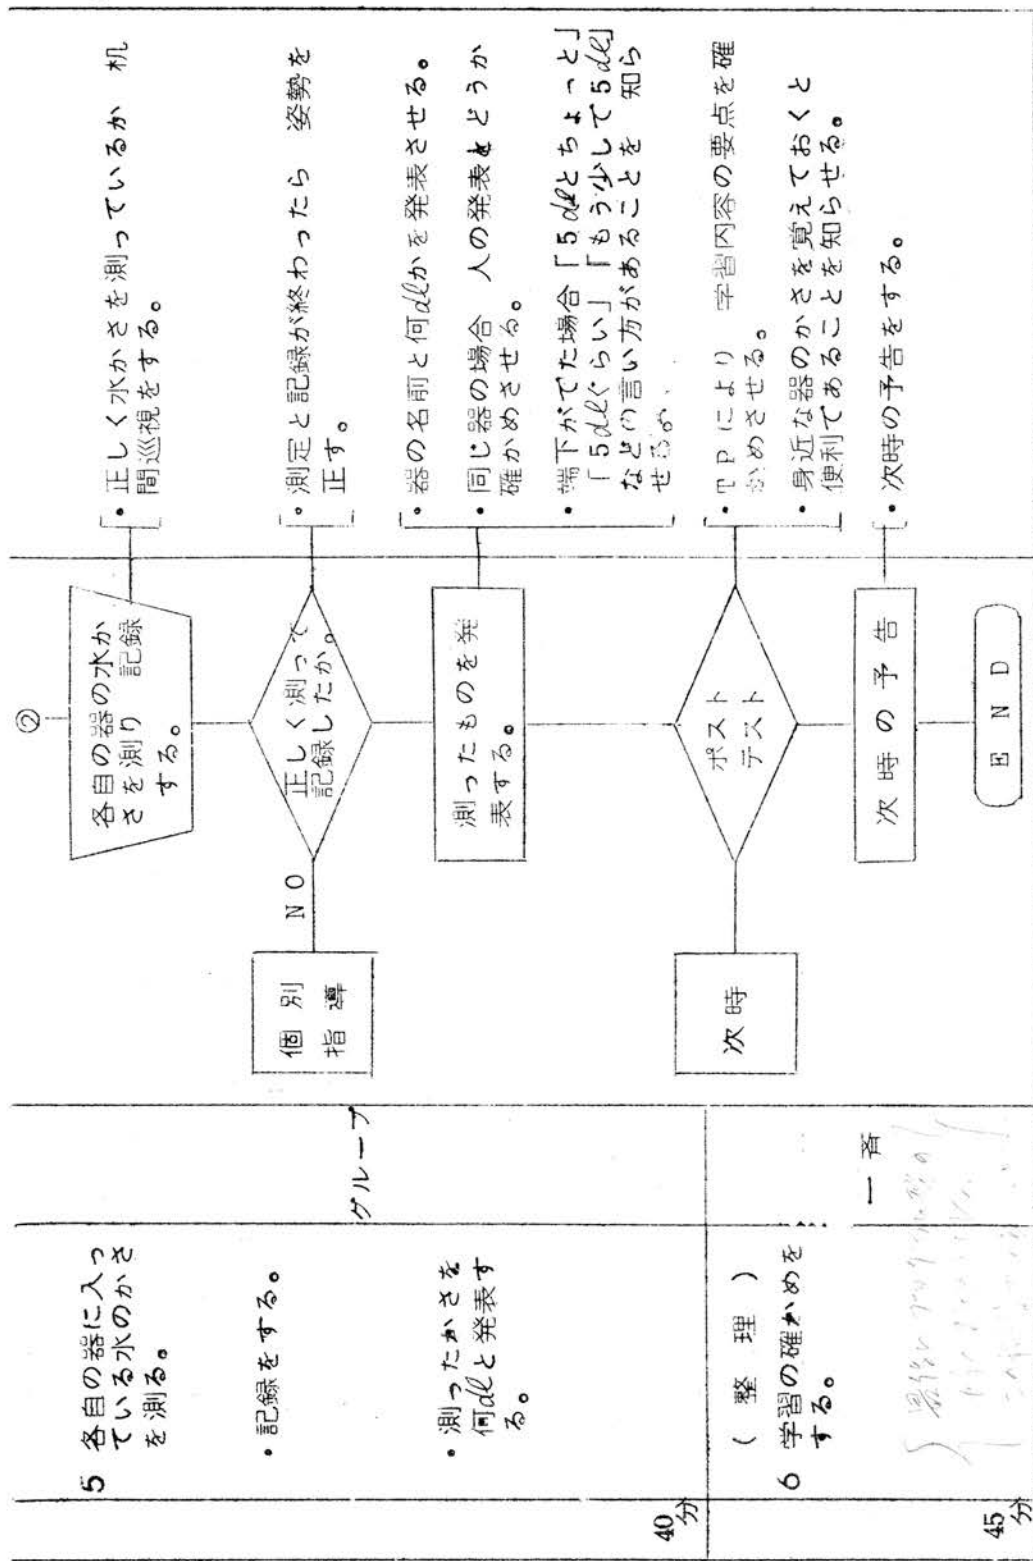 5 各自の器に入っ
ている水のかさ
を測る。
・記録をする。
・測ったかさを
何dlと発表す
る。
40分
(整理)
6 学習の確かめを
する。
45分
グループ
一斉
②
各自の器の水か
さを測り 記録
する。
正しく測って
記録したか。
NO
個別
指導
測ったものを発
表する。
ポスト
テスト
次時
次時の予告
END
・正しく水かさを測っているか 机
間巡視をする。
・測定と記録が終わったら 姿勢を
正す。
・器の名前と何dlかを発表させる。
・同じ器の場合 人の発表とどうか
確かめさせる。
・端下がでた場合「5dlとちょっと」
「5dlぐらい」「もう少しで5dl」
などの言い方があることを 知ら
せる
・TPにより 学習内容の要点を確
かめさせる。
・身近な器のかさを覚えておくと
便利であることを知らせる。
・次時の予告をする。